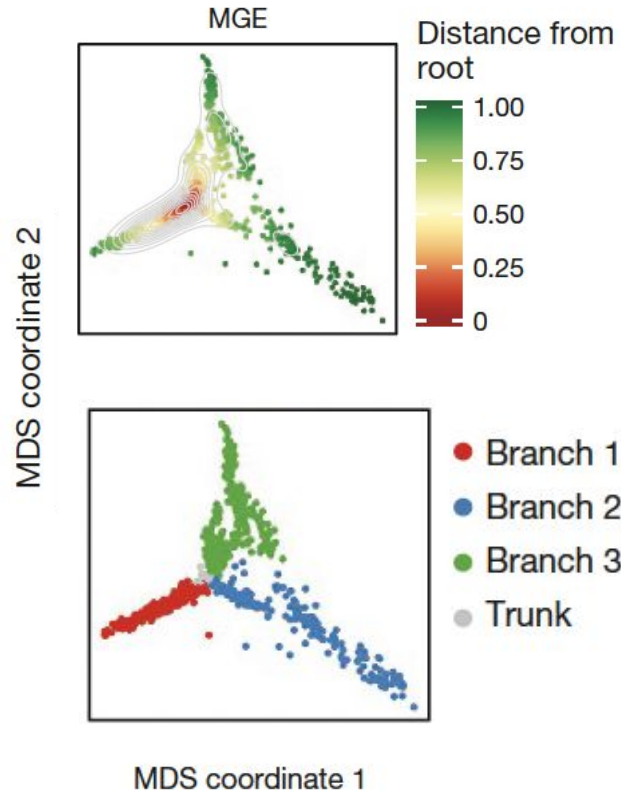 MGE
Distance from
root
1.00
0.75
0.50
0.25
0
MDS coordinate 2
Branch 1
Branch 2
Branch 3
Trunk
MDS coordinate 1